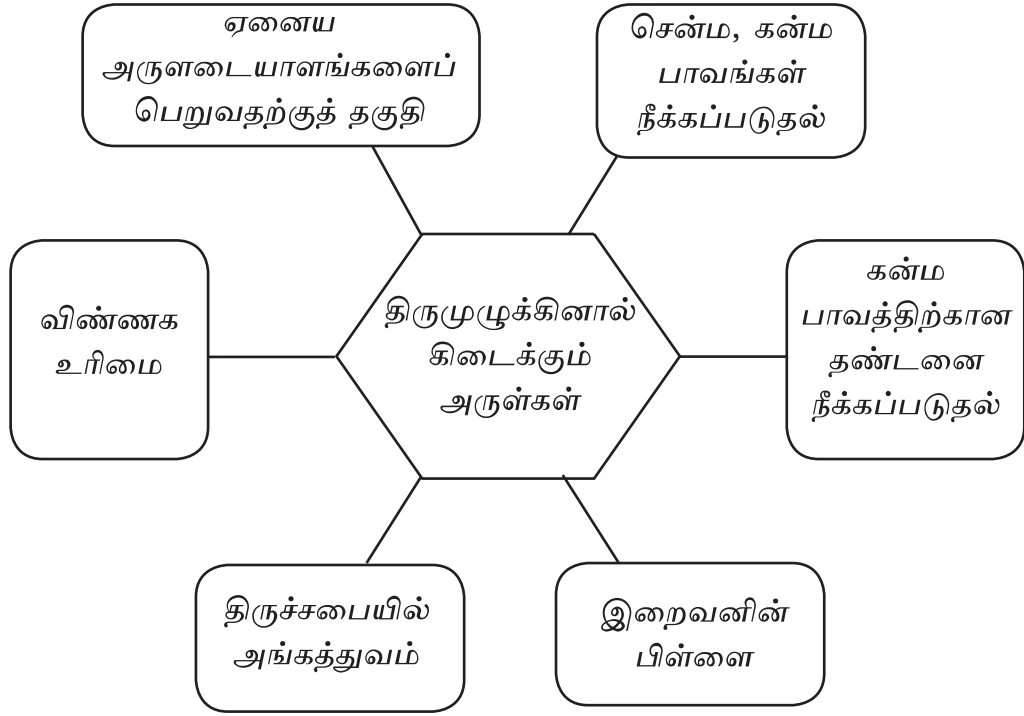 ஏனைய
அருளடையாளங்களைப்
பெறுவதற்குத் தகுதி
சென்ம, கன்ம
பாவங்கள்
நீக்கப்படுதல்
விண்ணக
உரிமை
திருமுழுக்கினால்
கிடைக்கும்
அருள்கள்
கன்ம
பாவத்திற்கான
தண்டனை
நீக்கப்படுதல்
திருச்சபையில்
அங்கத்துவம்
இறைவனின்
பிள்ளை